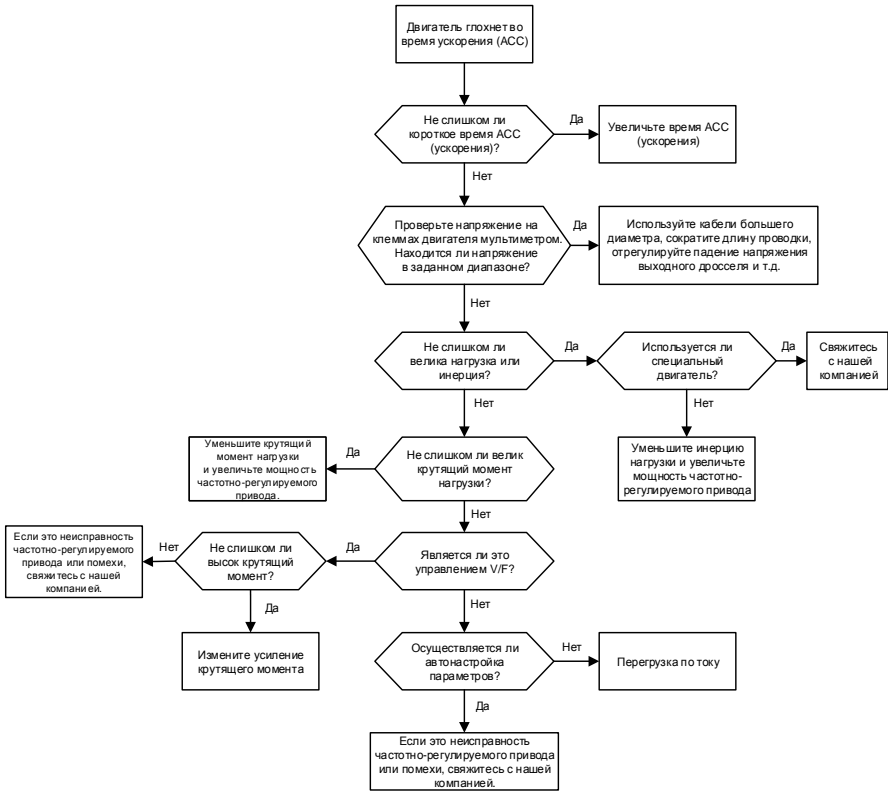 Двигатель глохнет во
время ускорения (АСС)
Не слишком ли
короткое время АСС
(ускорения)?
Да
Увеличьте время АСС
(ускорения)
Нет
Проверьте напряжение на
клеммах двигателя мультиметром.
Находится ли напряжение
в заданном диапазоне?
Да
Используйте кабели большего
диаметра, сократите длину проводки,
отрегулируйте падение напряжения
выходного дросселя и т.д.
Нет
Не слишком ли
велика нагрузка или
инерция?
Да
Используется ли
специальный
двигатель?
Да
Свяжитесь
с нашей
компанией
Нет
Нет
Уменьшите крутящий
момент нагрузки
и увеличьте мощность
частотно-регулируемого
привода.
Да
Не слишком ли велик
крутящий момент
нагрузки?
Уменьшите инерцию
нагрузки и увеличьте
мощность частотно-
регулируемого привода
Нет
Если это неисправность
частотно-регулируемого
привода или помехи,
свяжитесь с нашей
компанией.
Нет
Не слишком ли
высок крутящий
момент?
Да
Является ли это
управлением V/F?
Да
Нет
Измените усиление
крутящего момента
Осуществляется ли
автонастройка
параметров?
Нет
Перегрузка по току
Да
Если это неисправность
частотно-регулируемого привода
или помехи, свяжитесь с нашей
компанией.